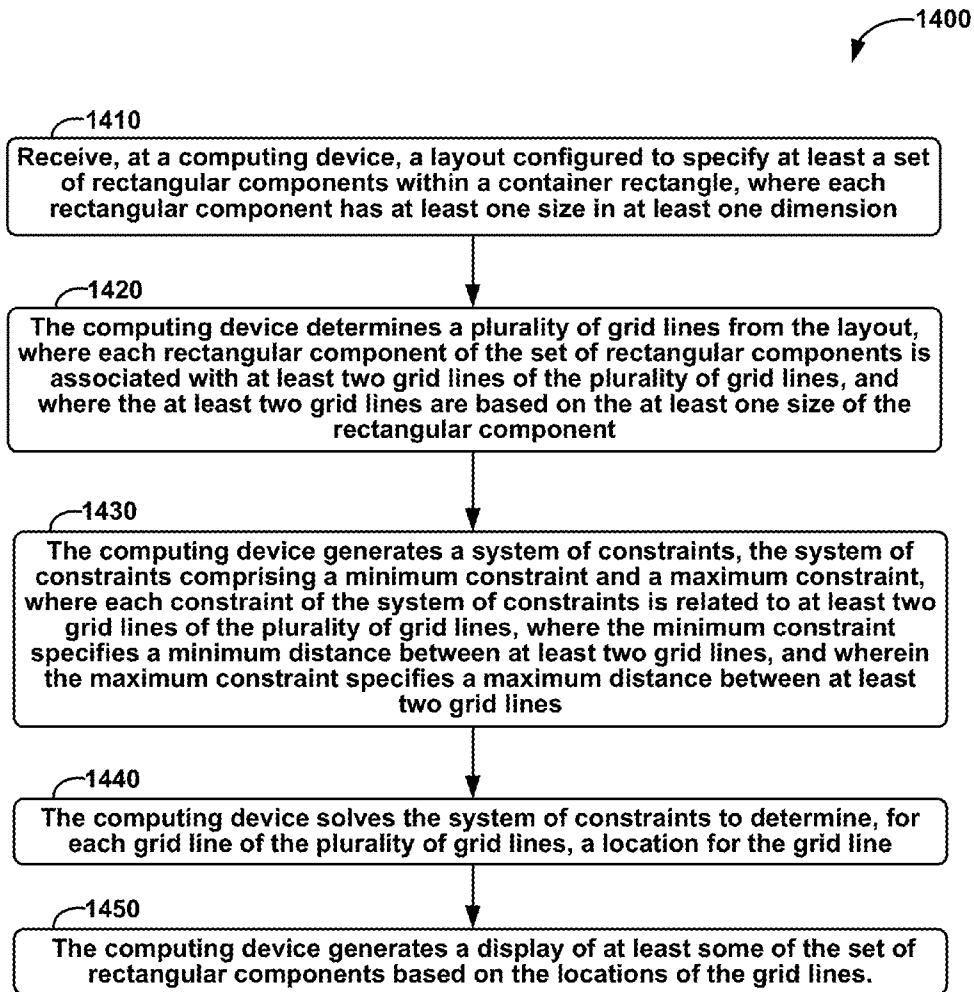 1400
1410
Receive, at a computing device, a layout configured to specify at least a set
of rectangular components within a container rectangle, where each
rectangular component has at least one size in at least one dimension
1420
The computing device determines a plurality of grid lines from the layout,
where each rectangular component of the set of rectangular components is
associated with at least two grid lines of the plurality of grid lines, and
where the at least two grid lines are based on the at least one size of the
rectangular component
1430
The computing device generates a system of constraints, the system of
constraints comprising a minimum constraint and a maximum constraint,
where each constraint of the system of constraints is related to at least two
grid lines of the plurality of grid lines, where the minimum constraint
specifies a minimum distance between at least two grid lines, and wherein
the maximum constraint specifies a maximum distance between at least
two grid lines
1440
The computing device solves the system of constraints to determine, for
each grid line of the plurality of grid lines, a location for the grid line
1450
The computing device generates a display of at least some of the set of
rectangular components based on the locations of the grid lines.